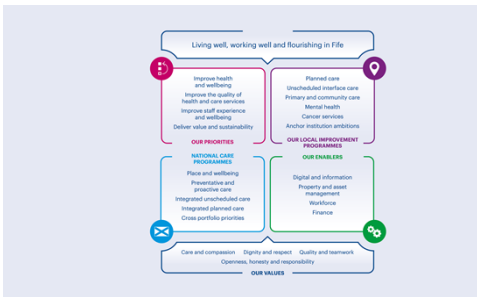 Living well, working well and flourishing in Fife
Improve health
and wellbeing
Improve the quality of
health and care services
Improve staff experience
and wellbeing
Deliver value and sustainability
OUR PRIORITIES
Planned care
Unscheduled interface care
Primary and community care
Mental health
Cancer services
Anchor institution ambitions
OUR LOCAL IMPROVEMENT
PROGRAMMES
NATIONAL CARE
PROGRAMMES
Place and wellbeing
Preventative and
proactive care
Integrated unscheduled care
Integrated planned care
Cross portfolio priorities
OUR ENABLERS
Digital and information
Property and asset
management
Workforce
Finance
Care and compassion Dignity and respect Quality and teamwork
Openness, honesty and responsibility
OUR VALUES